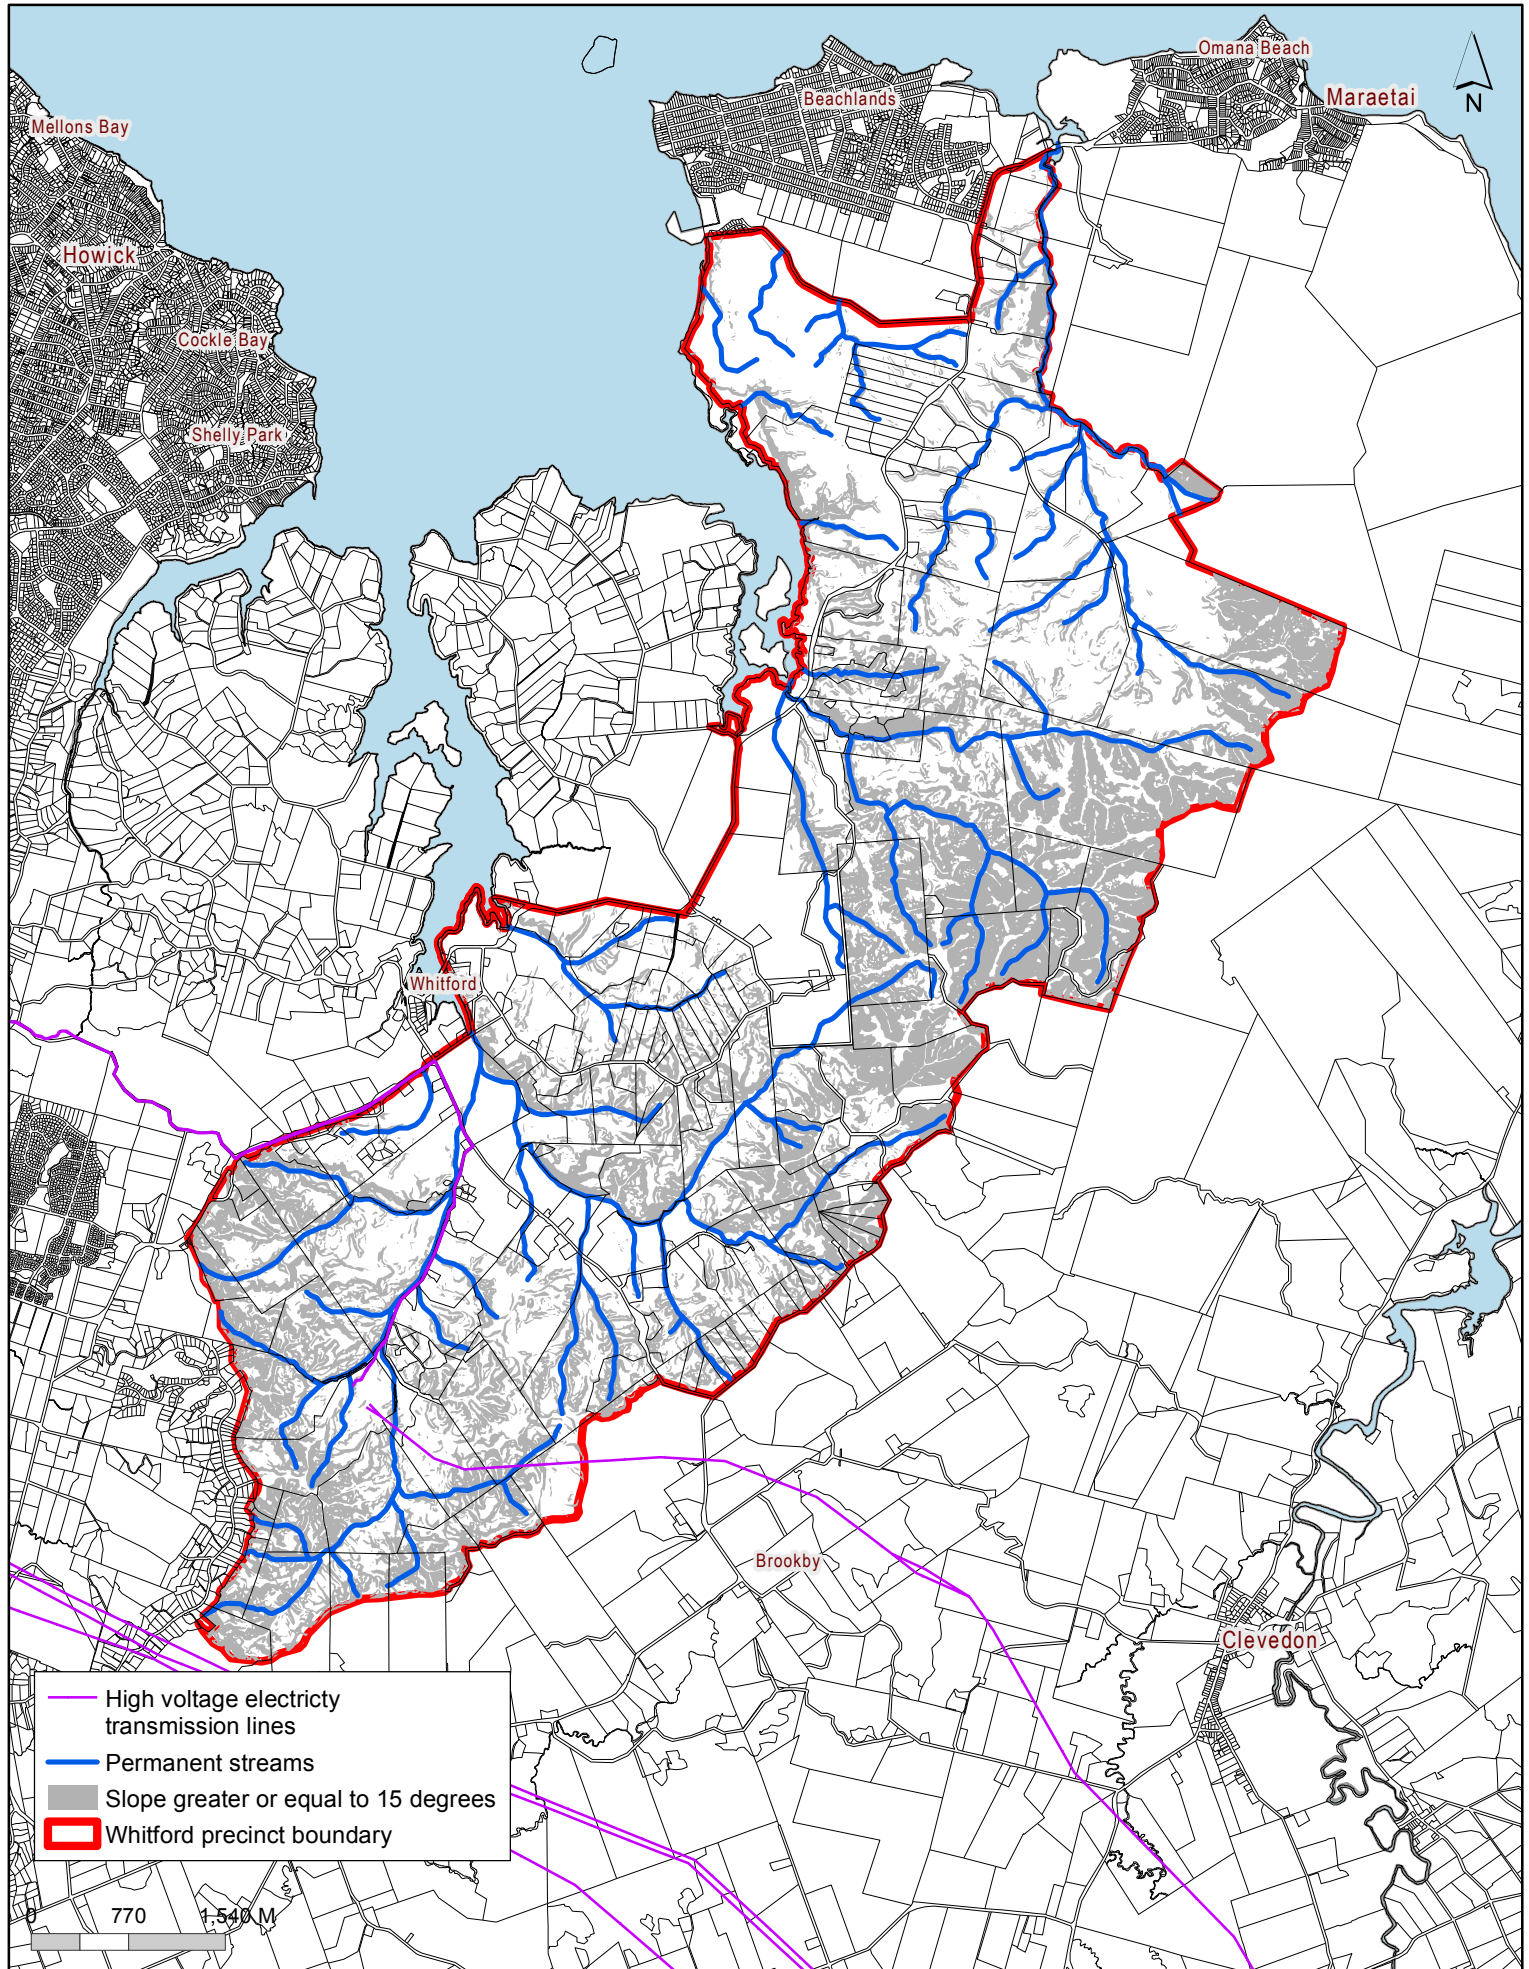 Omana Beach
Maraetai
Beachlands
N
Mellons Bay
Howick
Cockle Bay
Shelly Park
Whitford
Brookby
Clevedon
High voltage electricty
transmission lines
Permanent streams
Slope greater or equal to 15 degrees
Whitford precinct boundary
0 770 1,540 M